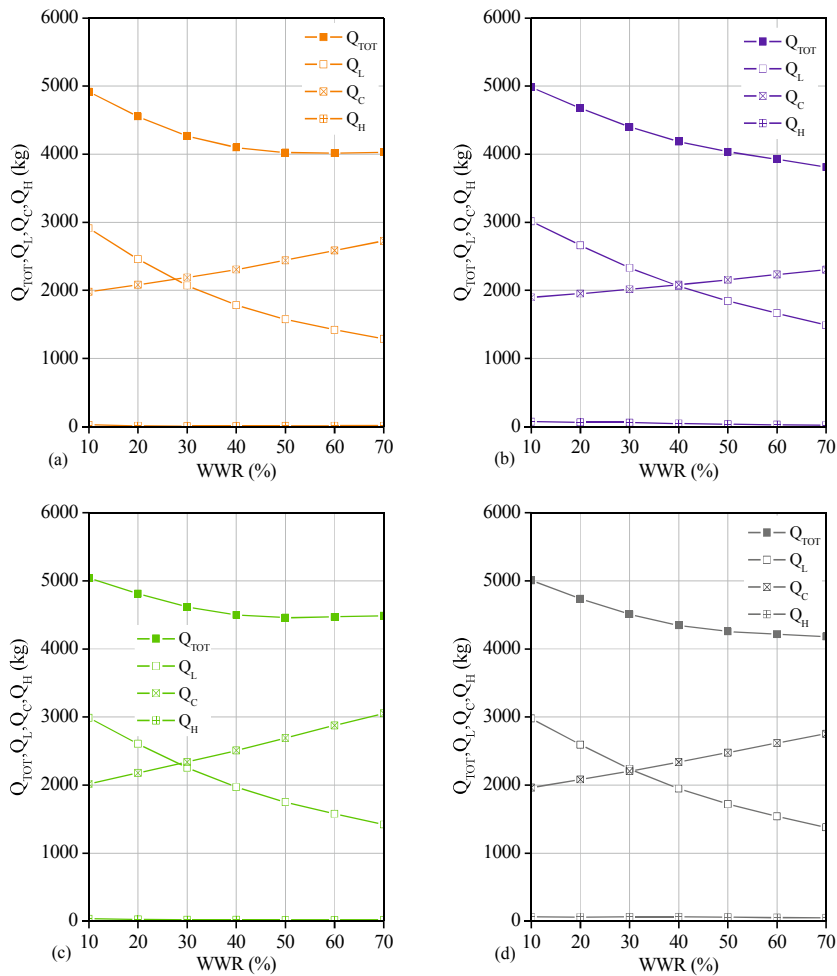 6000
5000
4000
3000
2000
1000
0
Q_TOT, Q_L, Q_C, Q_H (kg)
Q_TOT
Q_L
Q_C
Q_H
10 20 30 40 50 60 70
(a)
WWR (%)
6000
5000
4000
3000
2000
1000
0
Q_TOT, Q_L, Q_C, Q_H (kg)
Q_TOT
Q_L
Q_C
Q_H
10 20 30 40 50 60 70
(b)
WWR (%)
6000
5000
4000
3000
2000
1000
0
Q_TOT, Q_L, Q_C, Q_H (kg)
Q_TOT
Q_L
Q_C
Q_H
10 20 30 40 50 60 70
(c)
WWR (%)
6000
5000
4000
3000
2000
1000
0
Q_TOT, Q_L, Q_C, Q_H (kg)
Q_TOT
Q_L
Q_C
Q_H
10 20 30 40 50 60 70
(d)
WWR (%)